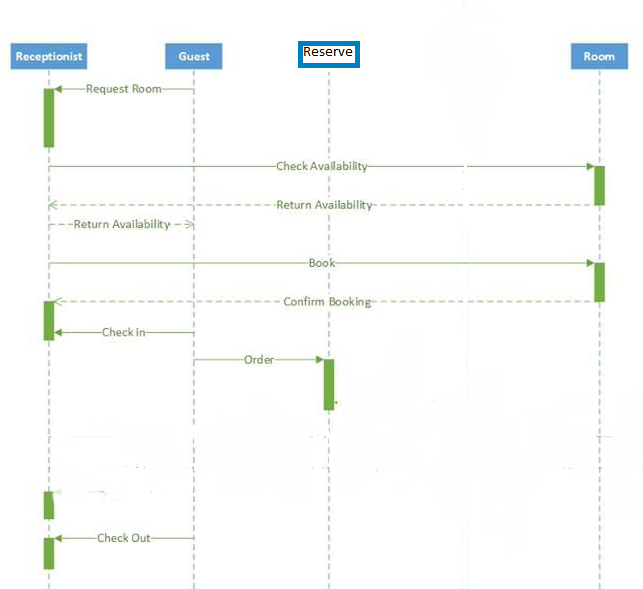 Receptionist
Guest
Reserve
Room
Request Room
Check Availability
Return Availability
Return Availability
Book
Confirm Booking
Check in
Order
Check Out